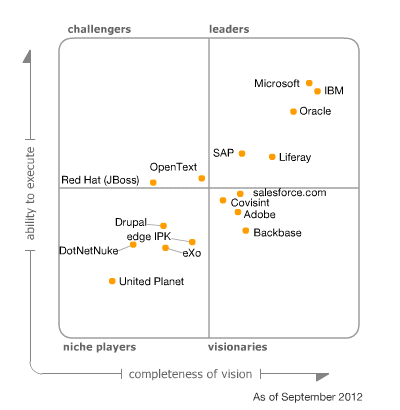 challengers
leaders
Microsoft
IBM
Oracle
SAP
Liferay
OpenText
Red Hat (JBoss)
salesforce.com
Covisint
Adobe
Drupal
edge IPK
Backbase
DotNetNuke
eXo
United Planet
ability to execute
niche players
visionaries
completeness of vision
As of September 2012